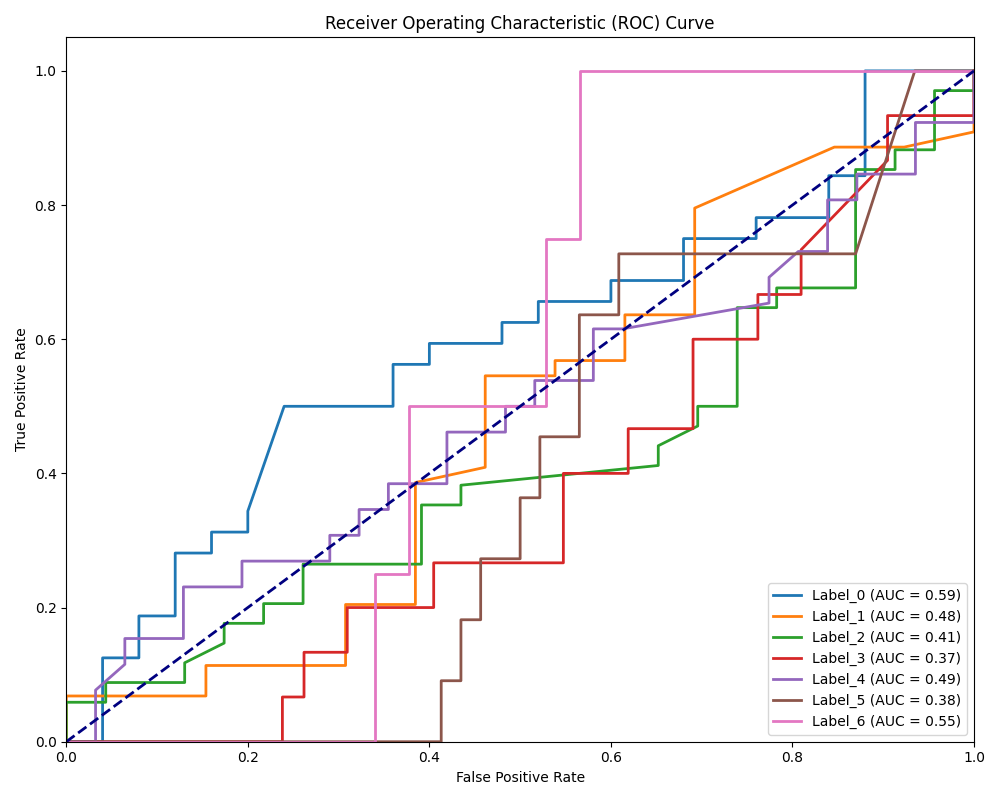 Receiver Operating Characteristic (ROC) Curve
1.0
0.8
0.6
0.4
0.2
0.0
True Positive Rate
Label_0 (AUC = 0.59)
Label_1 (AUC = 0.48)
Label_2 (AUC = 0.41)
Label_3 (AUC = 0.37)
Label_4 (AUC = 0.49)
Label_5 (AUC = 0.38)
Label_6 (AUC = 0.55)
0.0 0.2 0.4 0.6 0.8 1.0
False Positive Rate